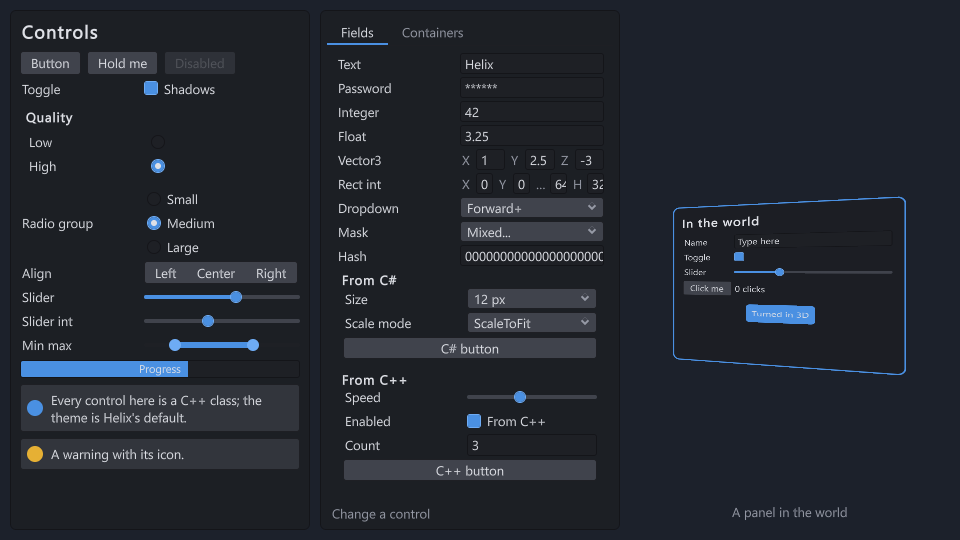 Controls
Button Hold me Disabled
Toggle Shadows
Quality
Low
High
Small
Radio group Medium
Large
Align Left Center Right
Slider
Slider int
Min max
Progress
Every control here is a C++ class; the
theme is Helix's default.
A warning with its icon.
Fields Containers
Text Helix
Password ******
Integer 42
Float 3.25
Vector3 X 1 Y 2.5 Z -3
Rect int X 0 Y 0 ... 64 H 32
Dropdown Forward+
Mask Mixed...
Hash
From C#
Size 12 px
Scale mode ScaleToFit
C# button
From C++
Speed
Enabled From C++
Count 3
C++ button
Change a control
In the world
Name Type here
Toggle
Slider
Click me 0 clicks
Turned in 3D
A panel in the world